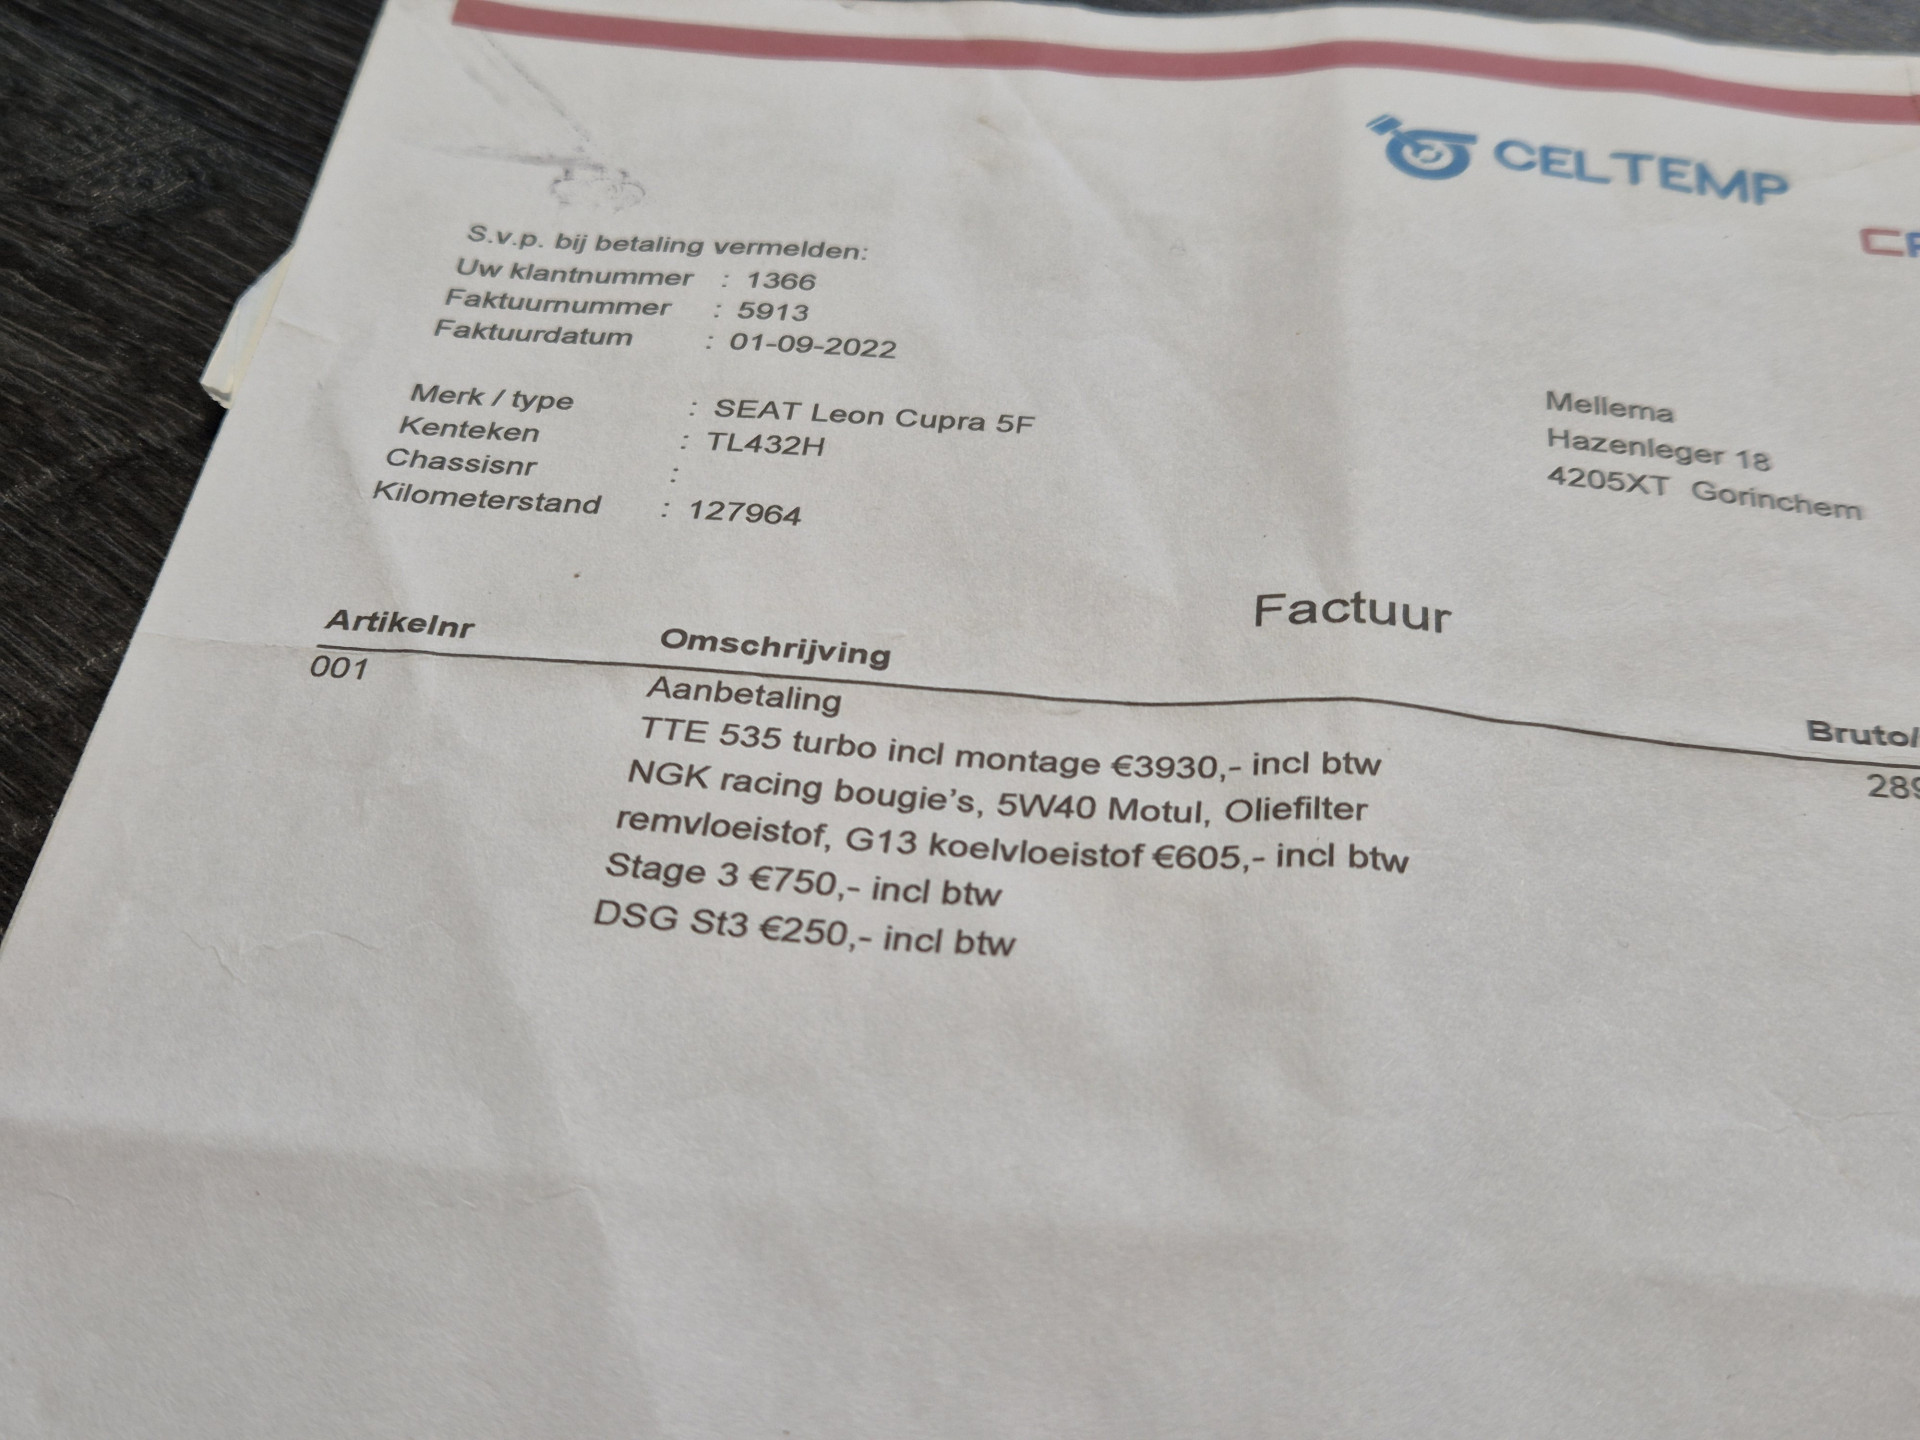 CELTEMP
S.v.p. bij betaling vermelden:
Uw klantnummer : 1366
Faktuurnummer : 5913
Faktuurdatum : 01-09-2022
Merk / type : SEAT Leon Cupra 5F
Kenteken : TL432H
Chassisnr :
Kilometerstand : 127964
Mellema
Hazenleger 18
4205XT Gorinchem
Factuur
Artikelnr Omschrijving
001 Aanbetaling
TTE 535 turbo incl montage €3930,- incl btw
NGK racing bougie's, 5W40 Motul, Oliefilter
remvloeistof, G13 koelvloeistof €605,- incl btw
Stage 3 €750,- incl btw
DSG St3 €250,- incl btw